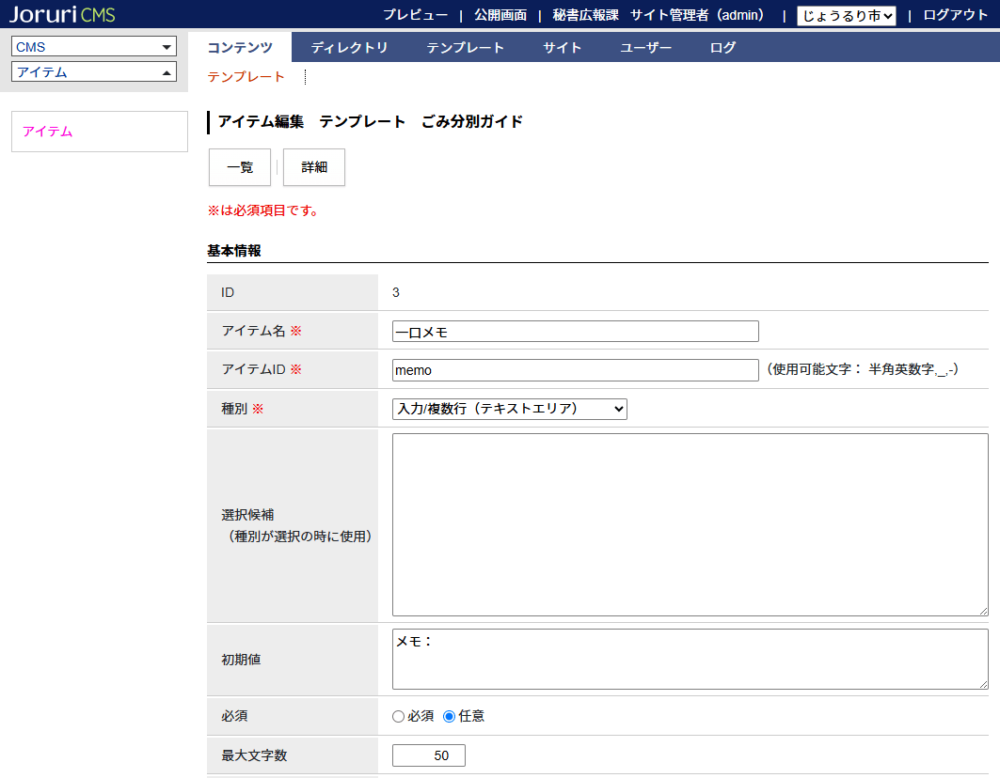 Joruri CMS
プレビュー | 公開画面 | 秘書広報課 サイト管理者（admin） | じょうるり市 | ログアウト
CMS
アイテム
コンテンツ ディレクトリ テンプレート サイト ユーザー ログ
テンプレート
アイテム
アイテム編集 テンプレート ごみ分別ガイド
一覧 詳細
※は必須項目です。
基本情報
ID 3
アイテム名 ※ 一口メモ
アイテムID ※ memo （使用可能文字： 半角英数字,_,-）
種別 ※ 入力/複数行（テキストエリア）
選択候補
（種別が選択の時に使用）
初期値 メモ：
必須 必須 任意
最大文字数 50